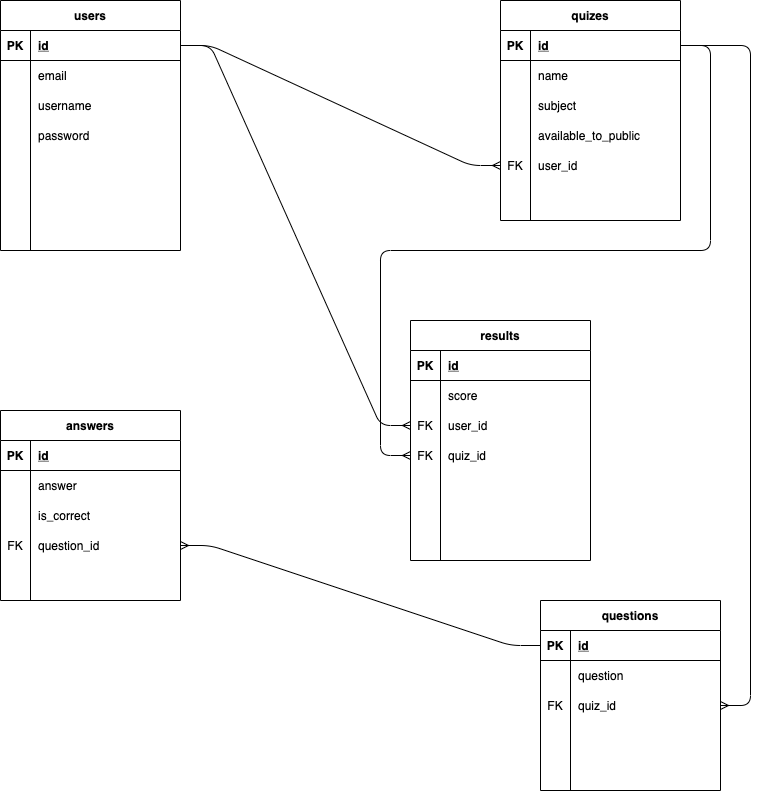 users
PK id
email
username
password
quizes
PK id
name
subject
available_to_public
FK user_id
results
PK id
score
FK user_id
FK quiz_id
answers
PK id
answer
is_correct
FK question_id
questions
PK id
question
FK quiz_id